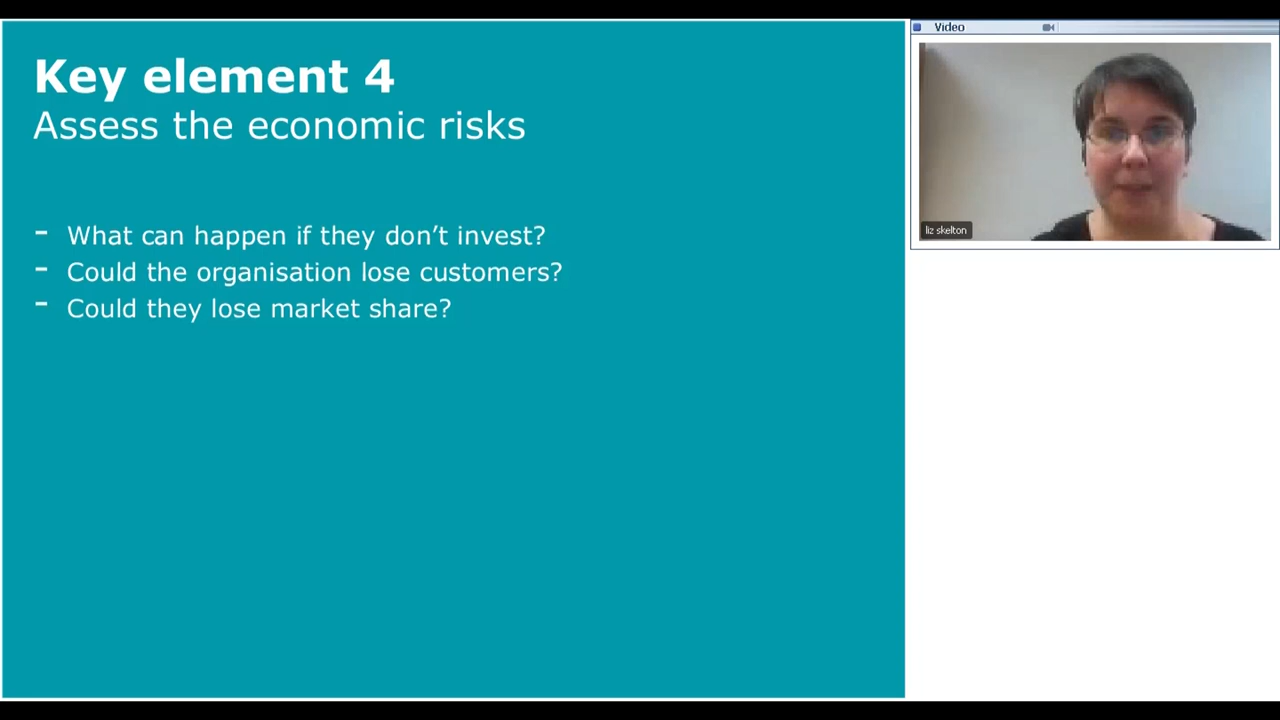 Key element 4
Assess the economic risks
- What can happen if they don’t invest?
- Could the organisation lose customers?
- Could they lose market share?
Video
liz skelton